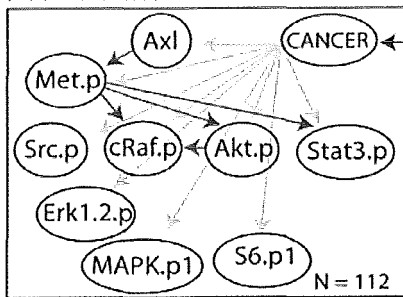 Axl CANCER
Met.p
Src.p cRaf.p Akt.p Stat3.p
Erk1.2.p
MAPK.p1 S6.p1
N = 112